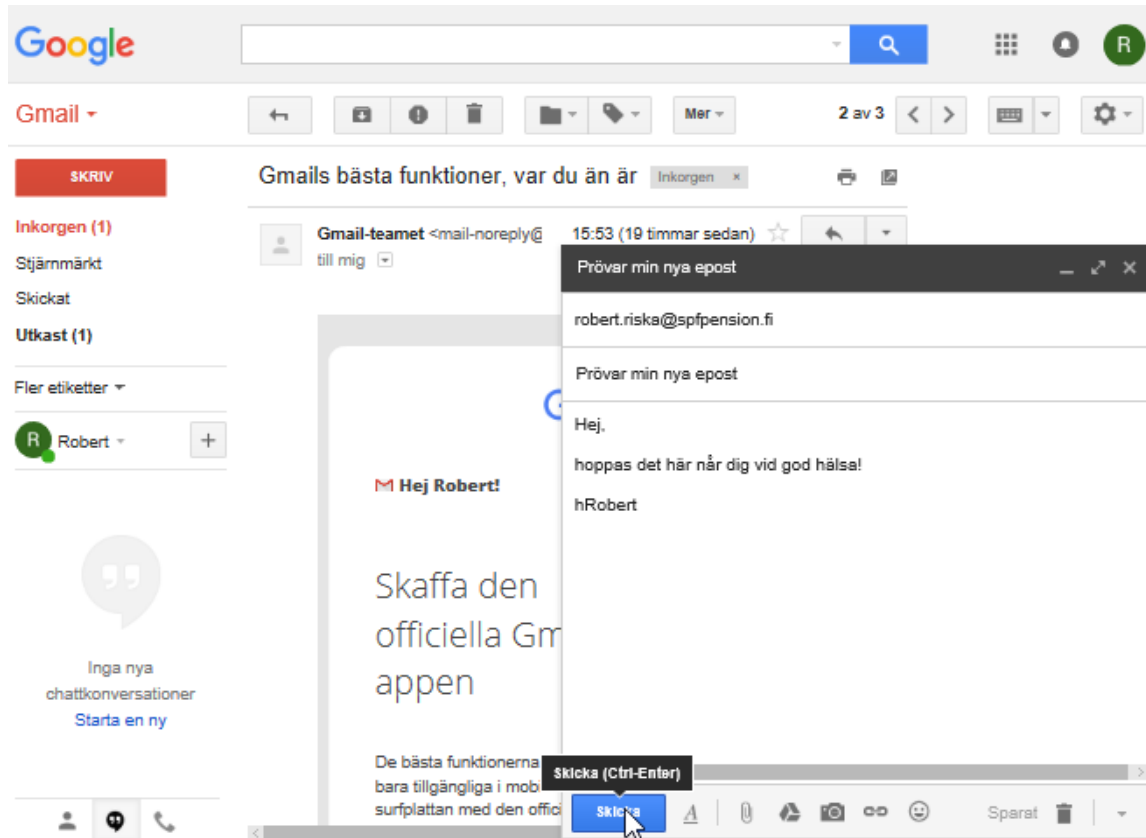 Google
R
Gmail
Mer
2 av 3
SKRIV
Gmails bästa funktioner, var du än är
Inkorgen ×
Inkorgen (1)
Stjärnmärkt
Skickat
Utkast (1)
Fler etiketter
R Robert
+
Inga nya
chattkonversationer
Starta en ny
Gmail-teamet <mail-noreply@
15:53 (19 timmar sedan)
till mig
Hej Robert!
Skaffa den
officiella Gm
appen
De bästa funktionerna
bara tillgängliga i mobi
surfplattan med den offic
Prövar min nya epost
robert.riska@spfpension.fi
Prövar min nya epost
Hej,
hoppas det här når dig vid god hälsa!
hRobert
Skicka (Ctrl-Enter)
Skicka
A
Sparat